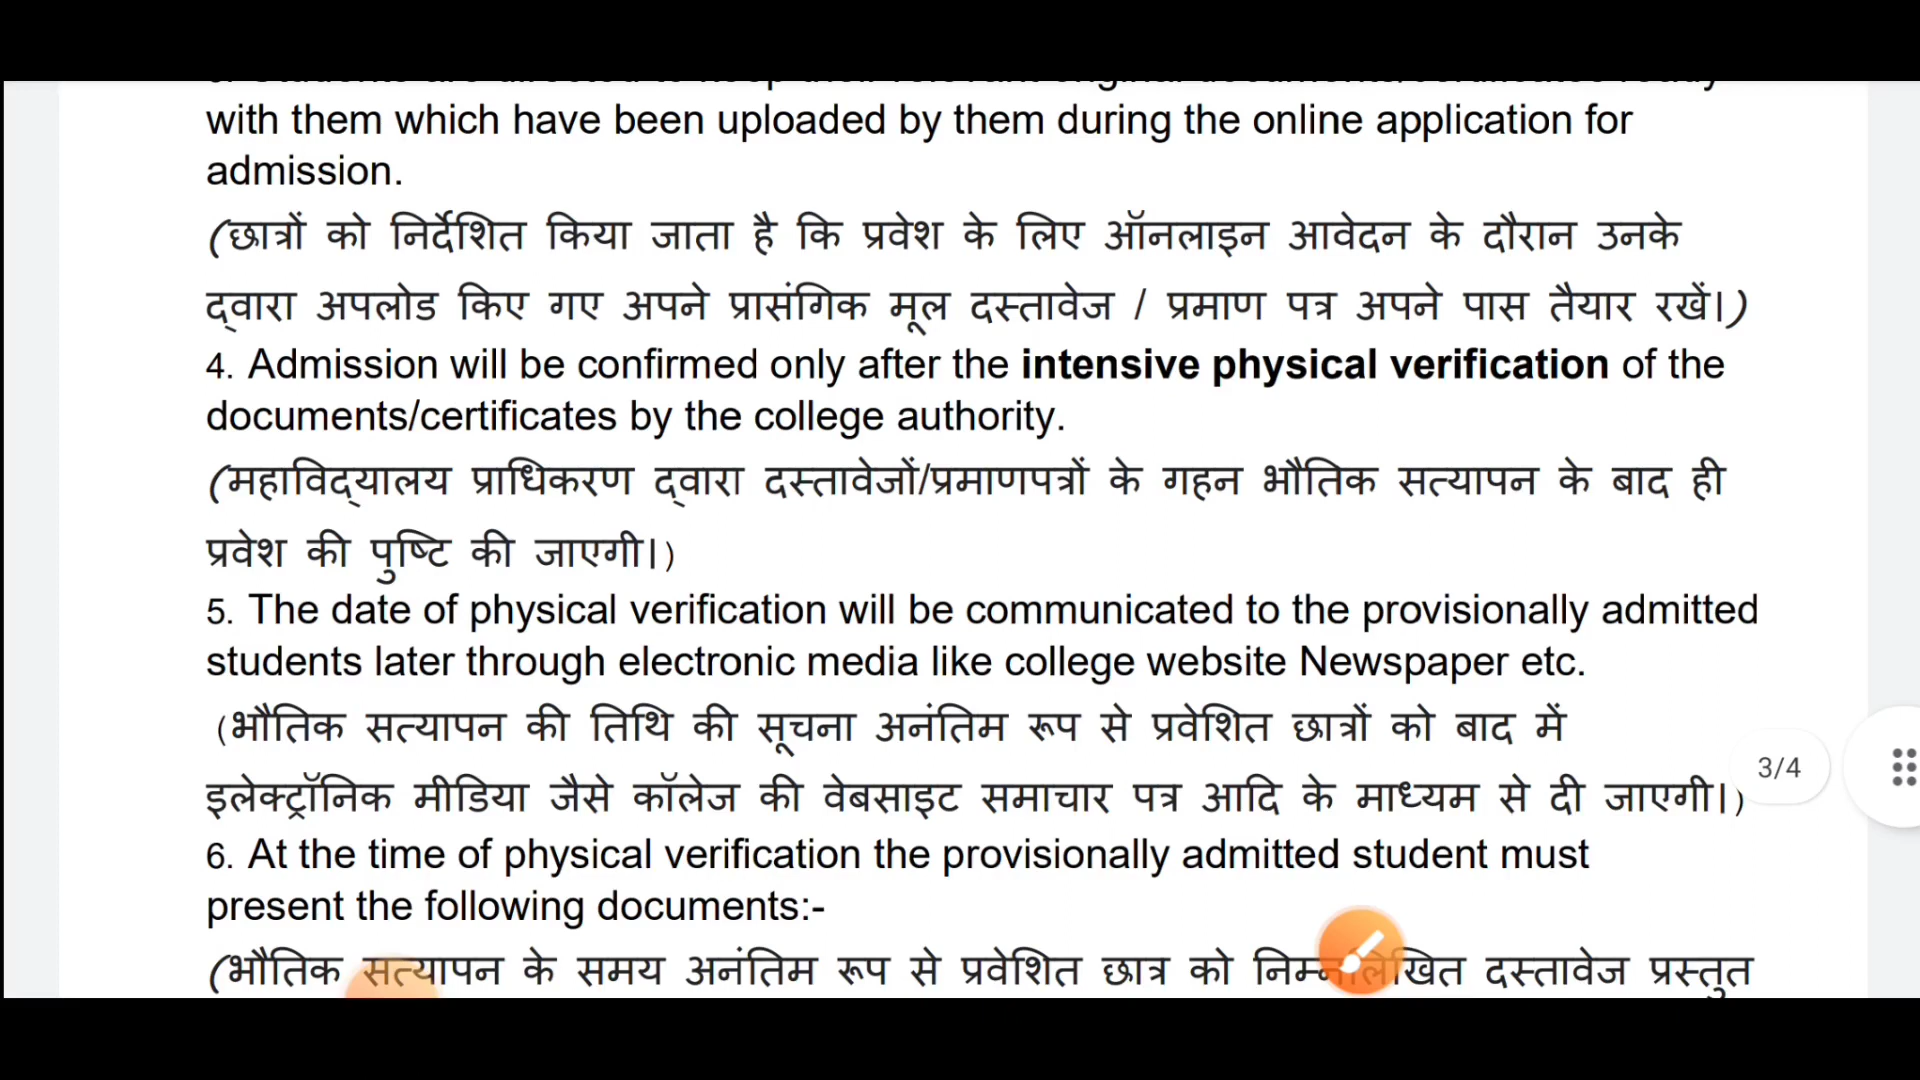 with them which have been uploaded by them during the online application for
admission.
(छात्रों को निर्देशित किया जाता है कि प्रवेश के लिए ऑनलाइन आवेदन के दौरान उनके
द्वारा अपलोड किए गए अपने प्रासंगिक मूल दस्तावेज / प्रमाण पत्र अपने पास तैयार रखें।)
4. Admission will be confirmed only after the intensive physical verification of the
documents/certificates by the college authority.
(महाविद्यालय प्राधिकरण द्वारा दस्तावेजों/प्रमाणपत्रों के गहन भौतिक सत्यापन के बाद ही
प्रवेश की पुष्टि की जाएगी।)
5. The date of physical verification will be communicated to the provisionally admitted
students later through electronic media like college website Newspaper etc.
(भौतिक सत्यापन की तिथि की सूचना अनंतिम रूप से प्रवेशित छात्रों को बाद में
इलेक्ट्रॉनिक मीडिया जैसे कॉलेज की वेबसाइट समाचार पत्र आदि के माध्यम से दी जाएगी।)
3/4
6. At the time of physical verification the provisionally admitted student must
present the following documents:-
(भौतिक सत्यापन के समय अनंतिम रूप से प्रवेशित छात्र को निम्नलिखित दस्तावेज प्रस्तुत